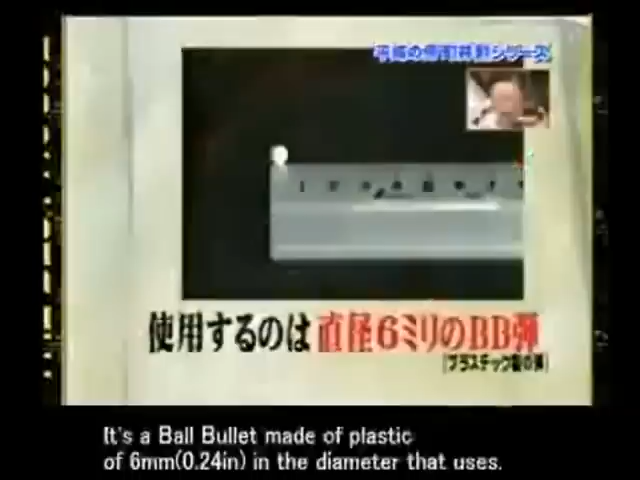 使用するのは直径6ミリのBB弾
(プラスチック製の弾)
It's a Ball Bullet made of plastic
of 6mm(0.24in) in the diameter that uses.